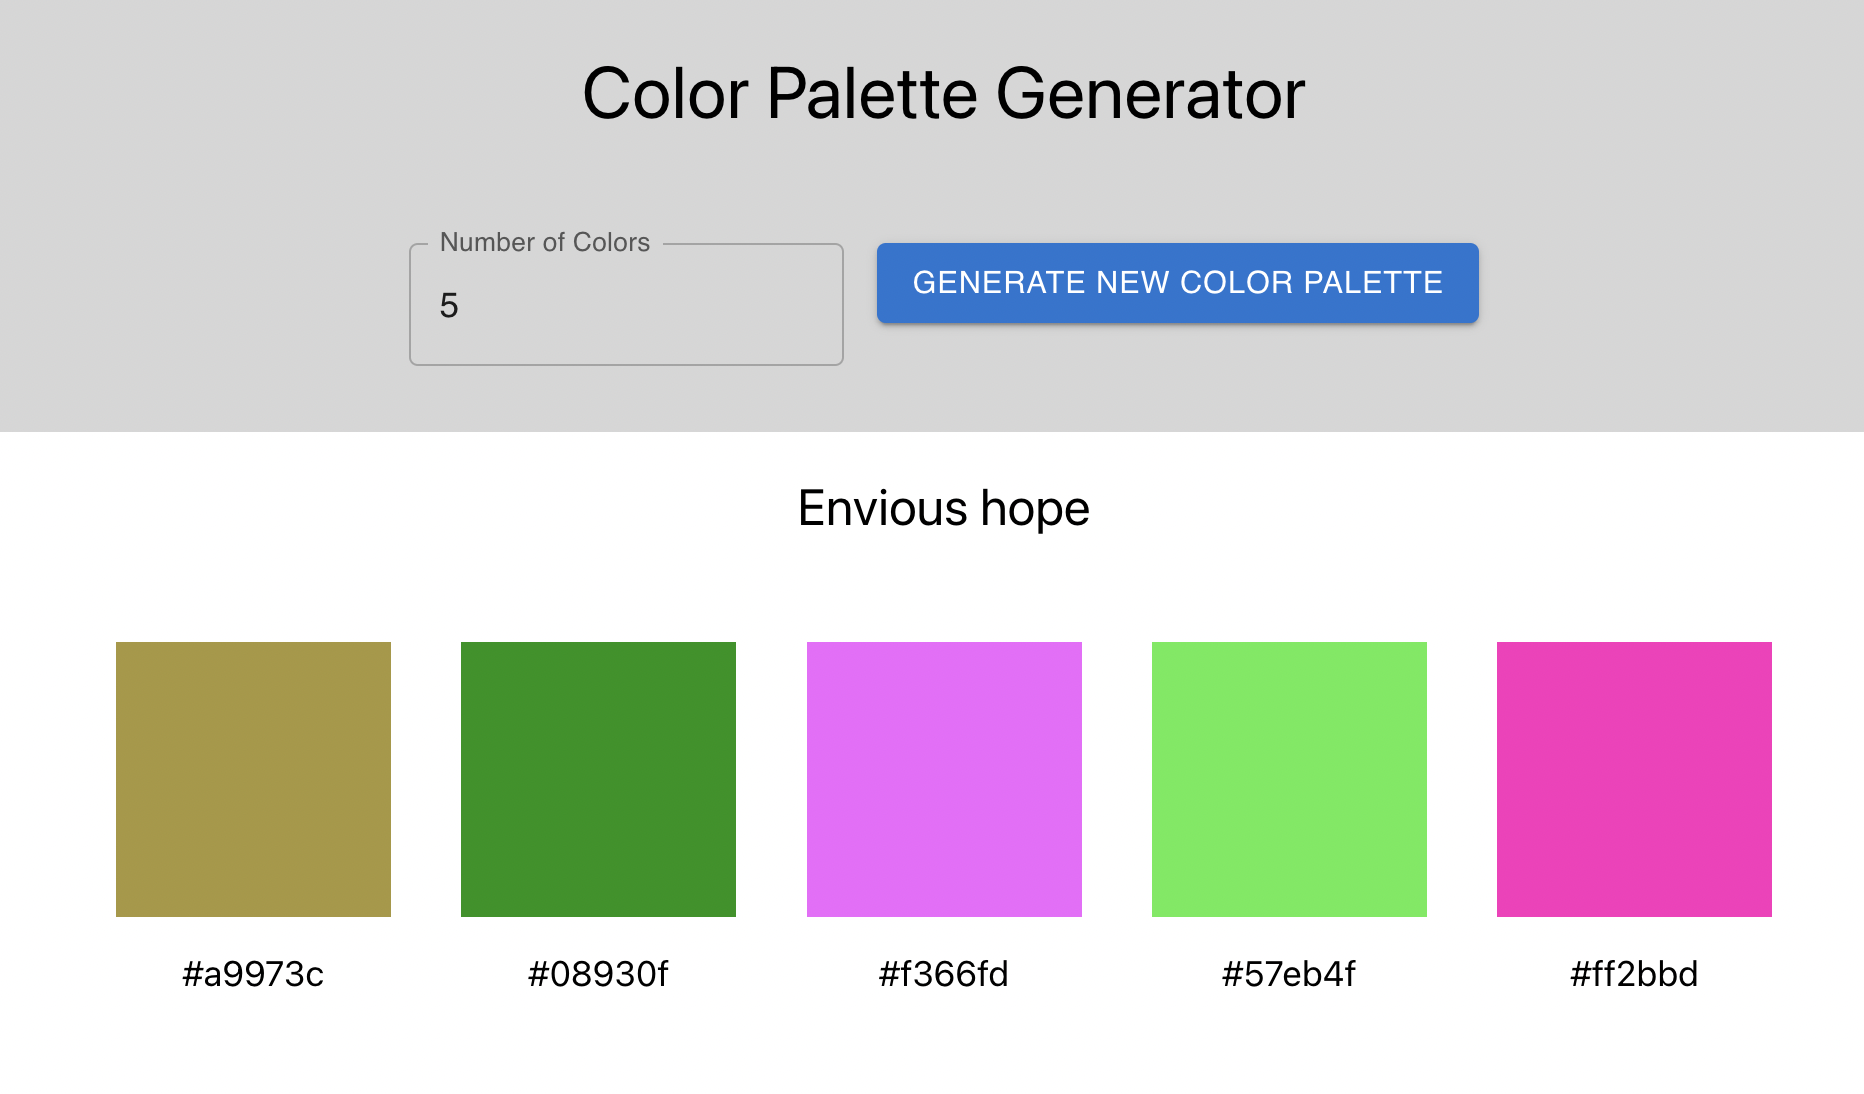 Color Palette Generator
Number of Colors
5
GENERATE NEW COLOR PALETTE
Envious hope
#a9973c
#08930f
#f366fd
#57eb4f
#ff2bbd